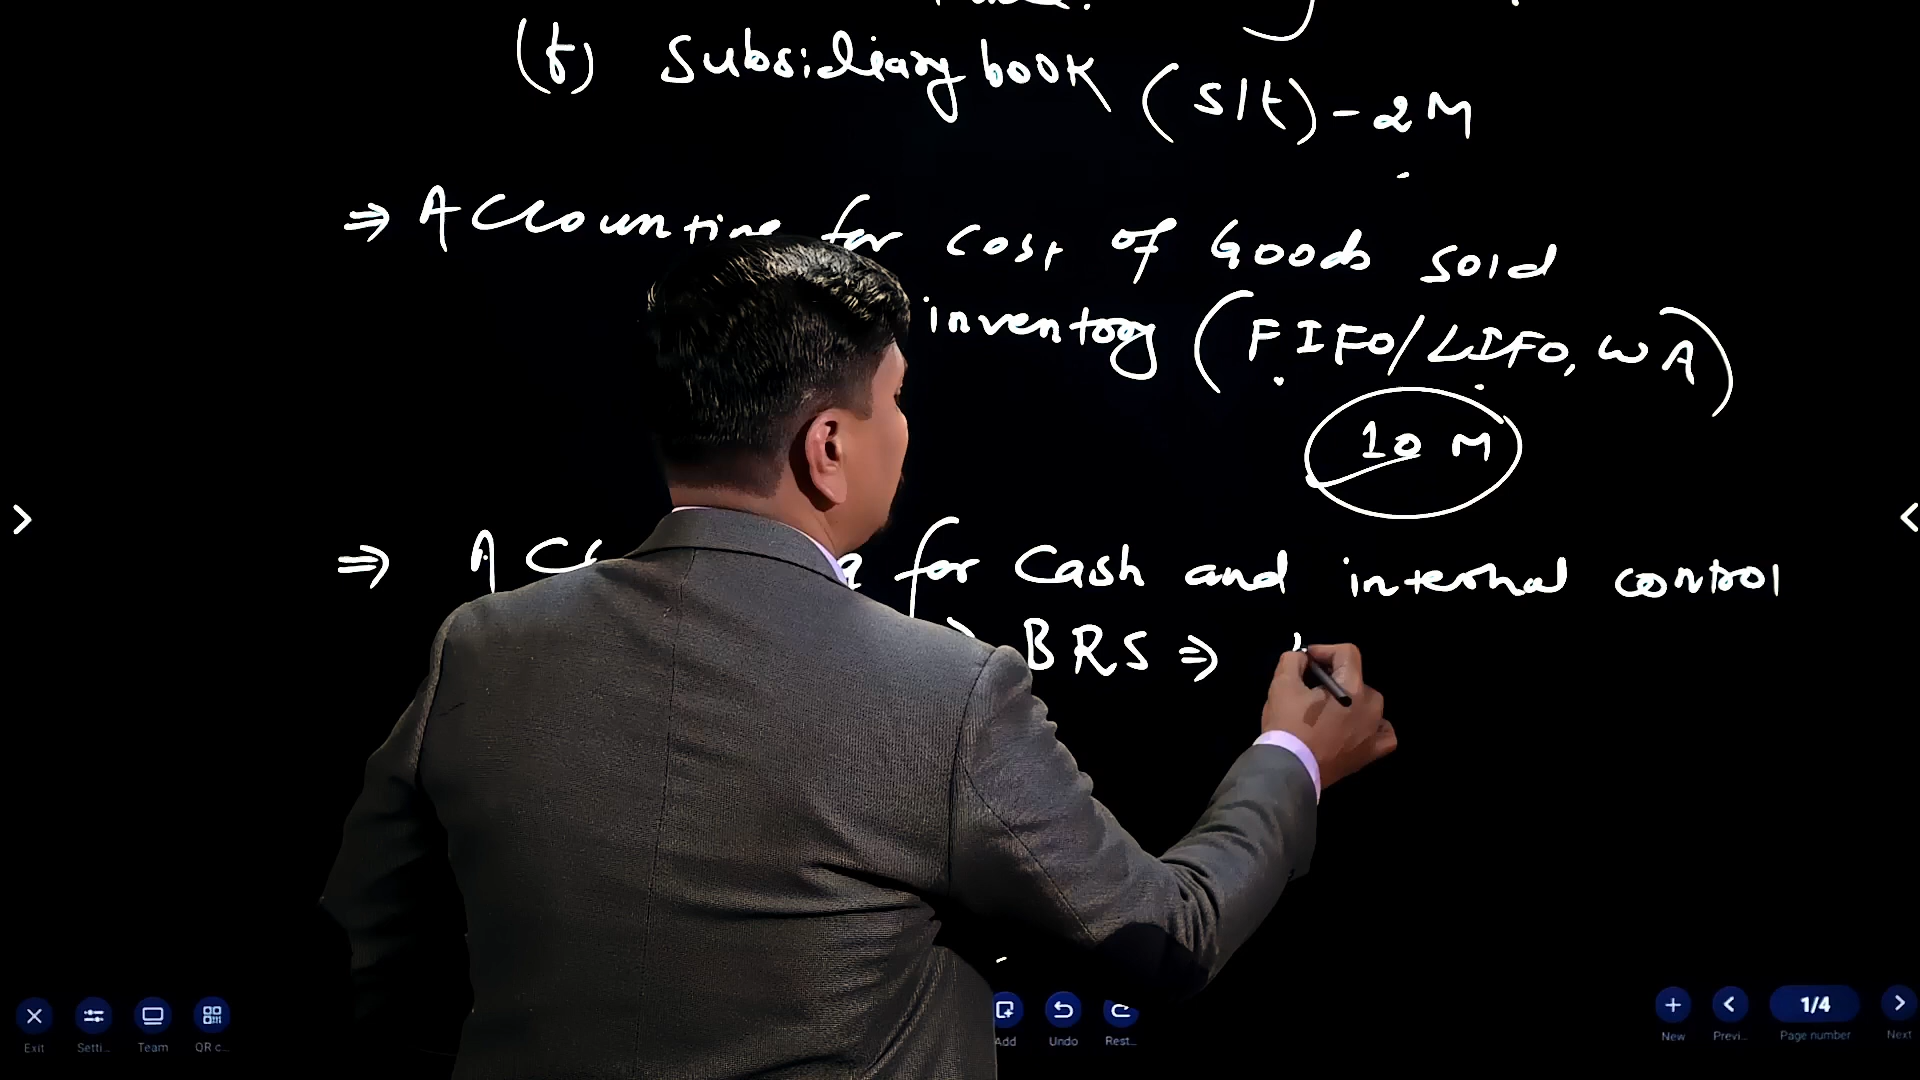 (f) Subsidiary book (S/t) - 2M
⇒ Accounting for cost of Goods sold
inventory (FIFO/LIFO, WA)
10 M
⇒ for Cash and internal control
BRS ⇒
Exit
Setti...
Team
QR c...
Add
Undo
Rest...
New
Previ...
1/4
Page number
Next